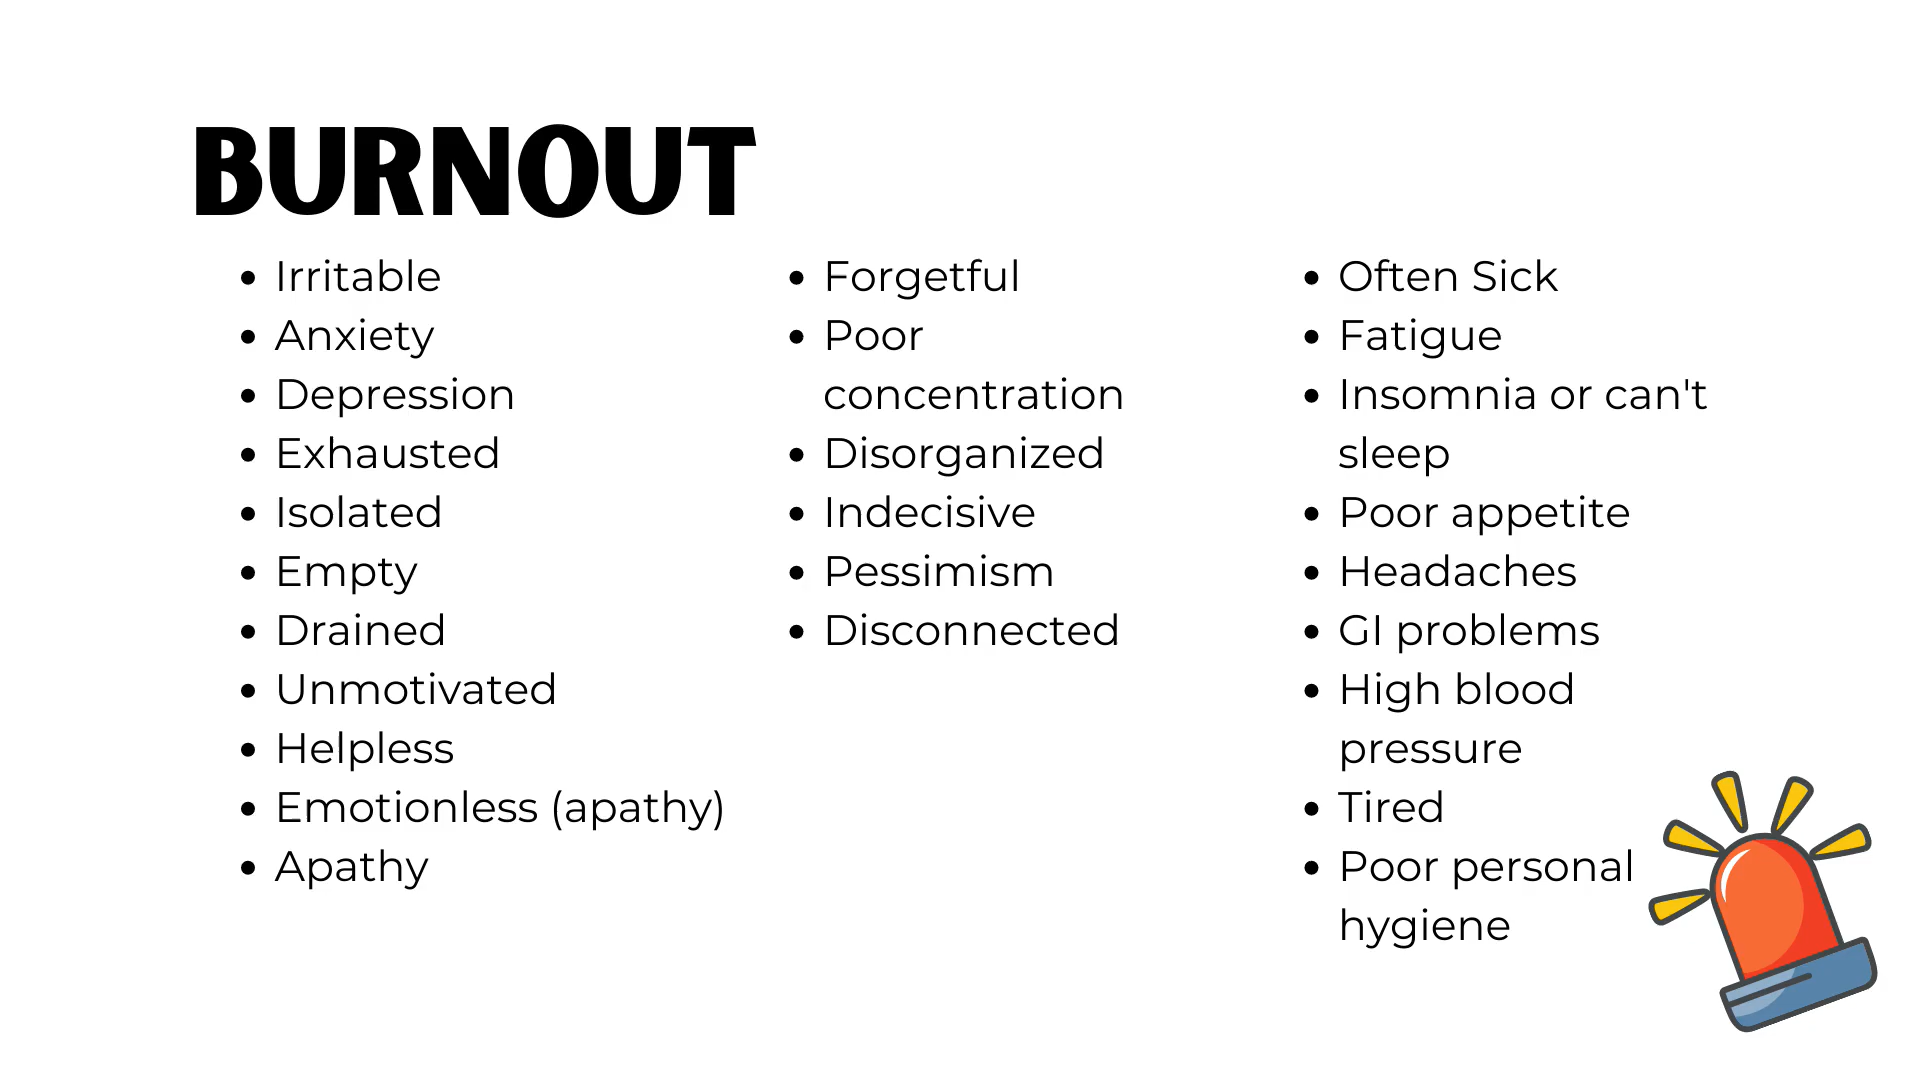 BURNOUT
• Irritable
• Anxiety
• Depression
• Exhausted
• Isolated
• Empty
• Drained
• Unmotivated
• Helpless
• Emotionless (apathy)
• Apathy
• Forgetful
• Poor
concentration
• Disorganized
• Indecisive
• Pessimism
• Disconnected
• Often Sick
• Fatigue
• Insomnia or can't
sleep
• Poor appetite
• Headaches
• GI problems
• High blood
pressure
• Tired
• Poor personal
hygiene